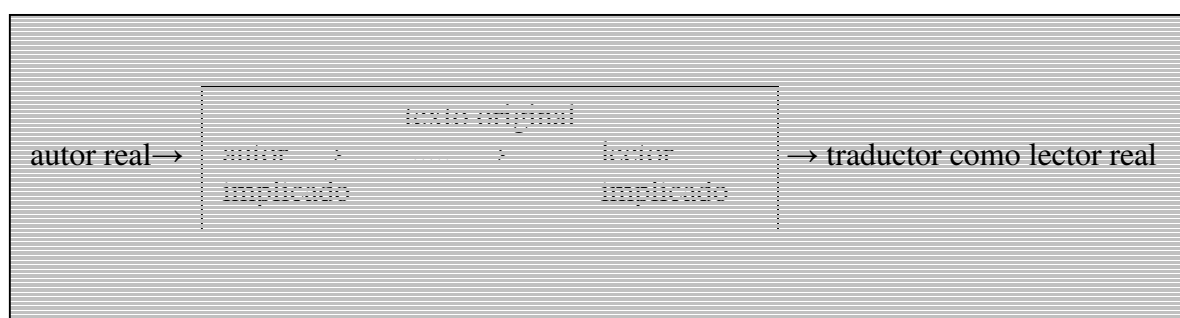 texto original
autor real→ autor → → lector → traductor como lector real
implicado implicado